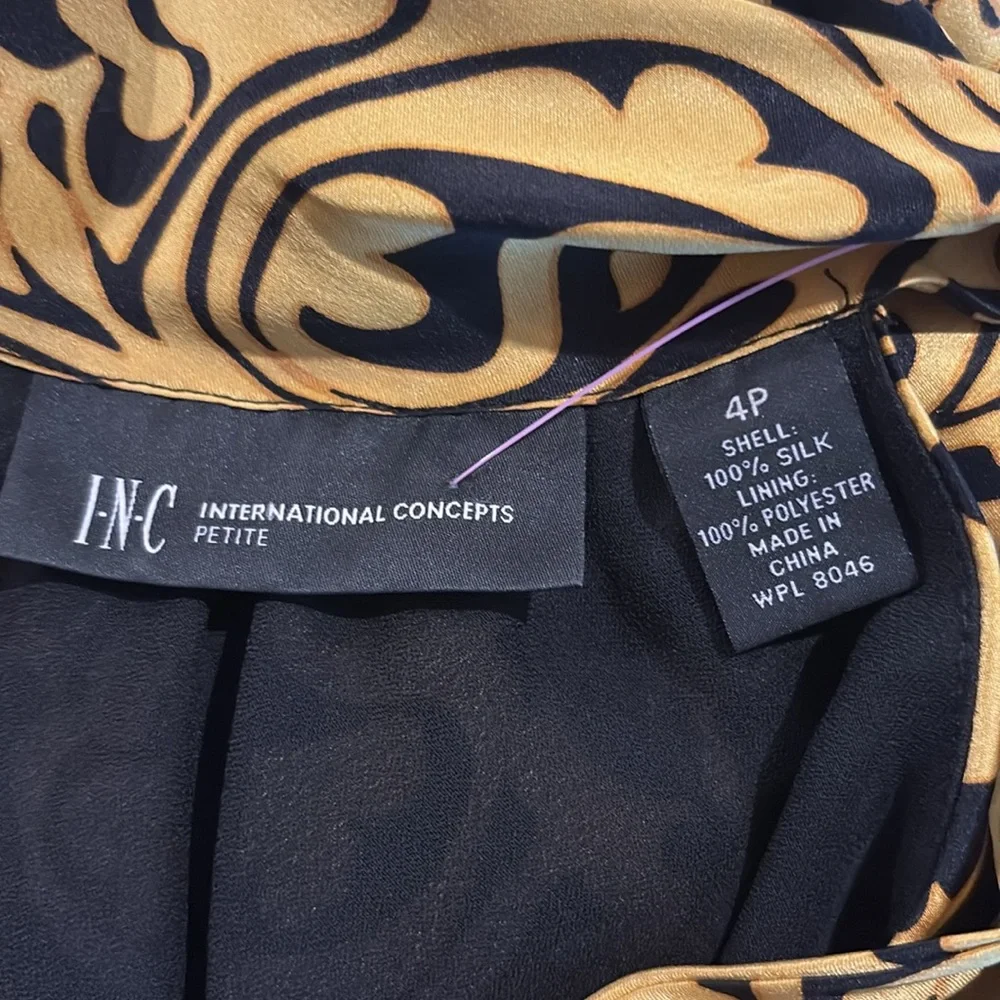 I-N-C INTERNATIONAL CONCEPTS
PETITE
4P
SHELL:
100% SILK
LINING:
100% POLYESTER
MADE IN
CHINA
WPL 8046